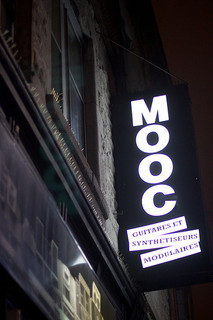 MOOC
GUITARES ET
SYNTHETISEURS
MODULAIRES